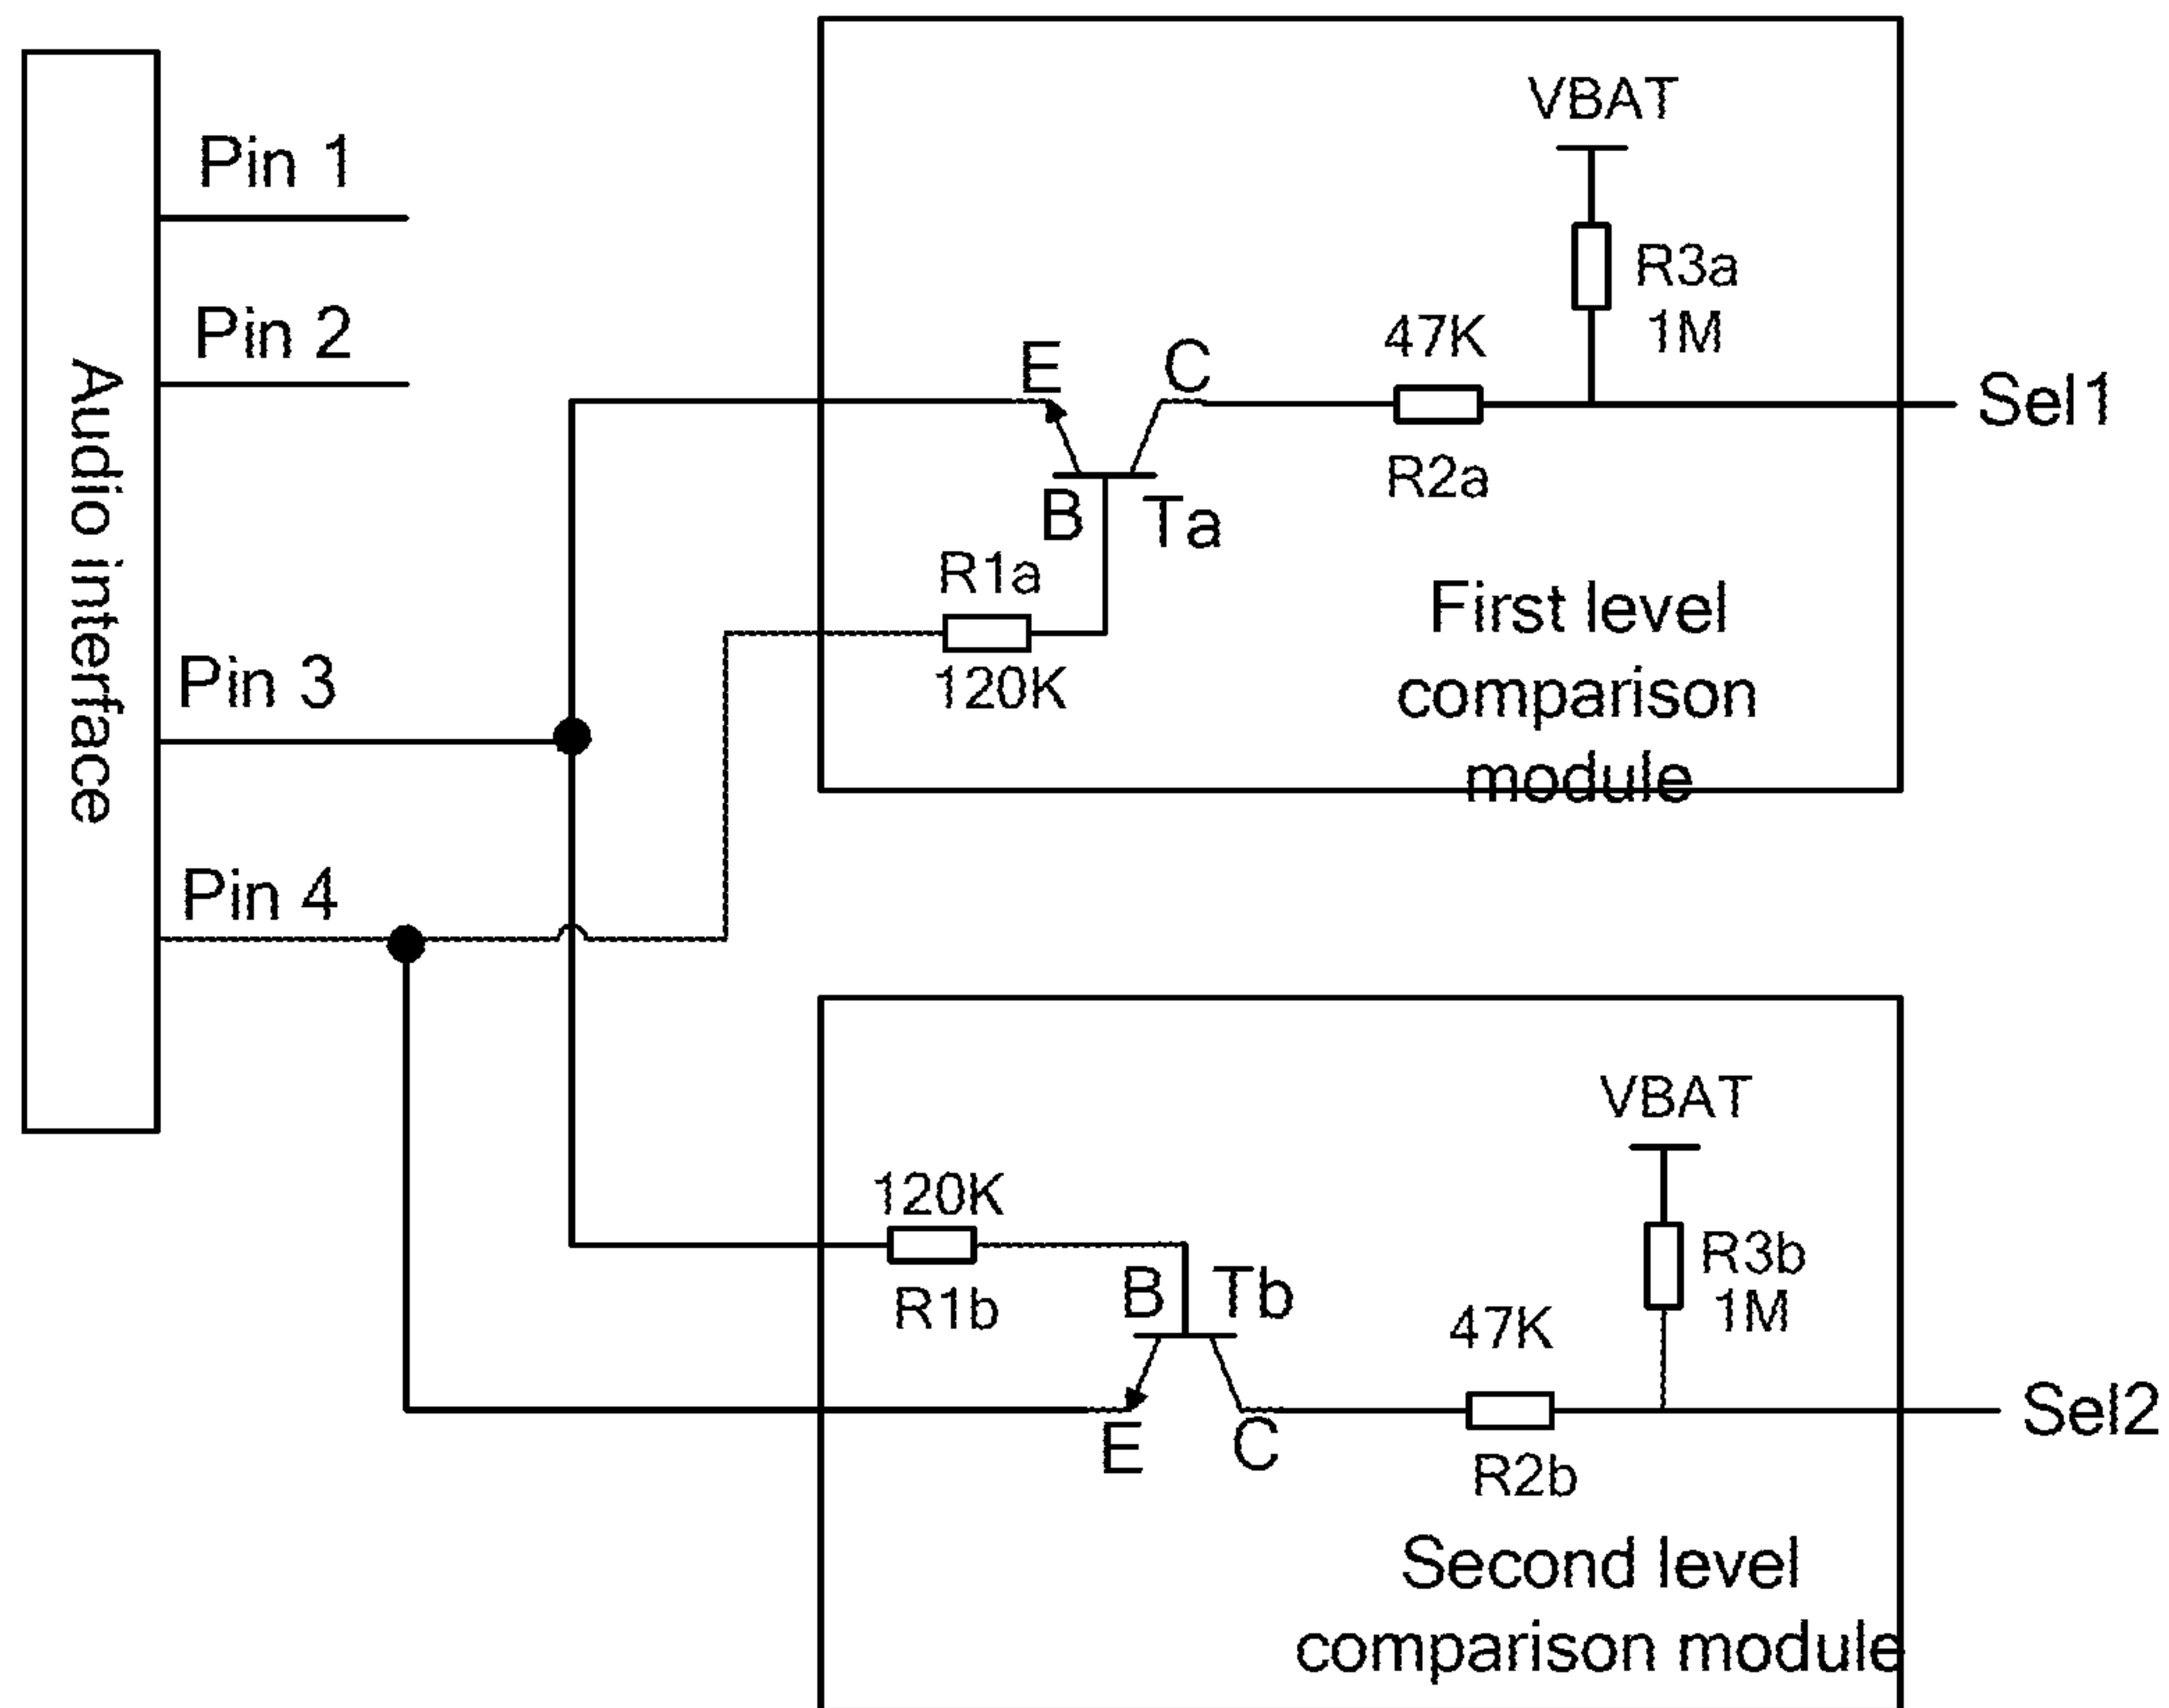 Audio interface
Pin 1
Pin 2
Pin 3
Pin 4
VBAT
R3a
1M
47K
R2a
E
C
B
Ta
R1a
120K
Sel1
First level
comparison
module
VBAT
R3b
1M
120K
R1b
B
Tb
E
C
47K
R2b
Sel2
Second level
comparison module